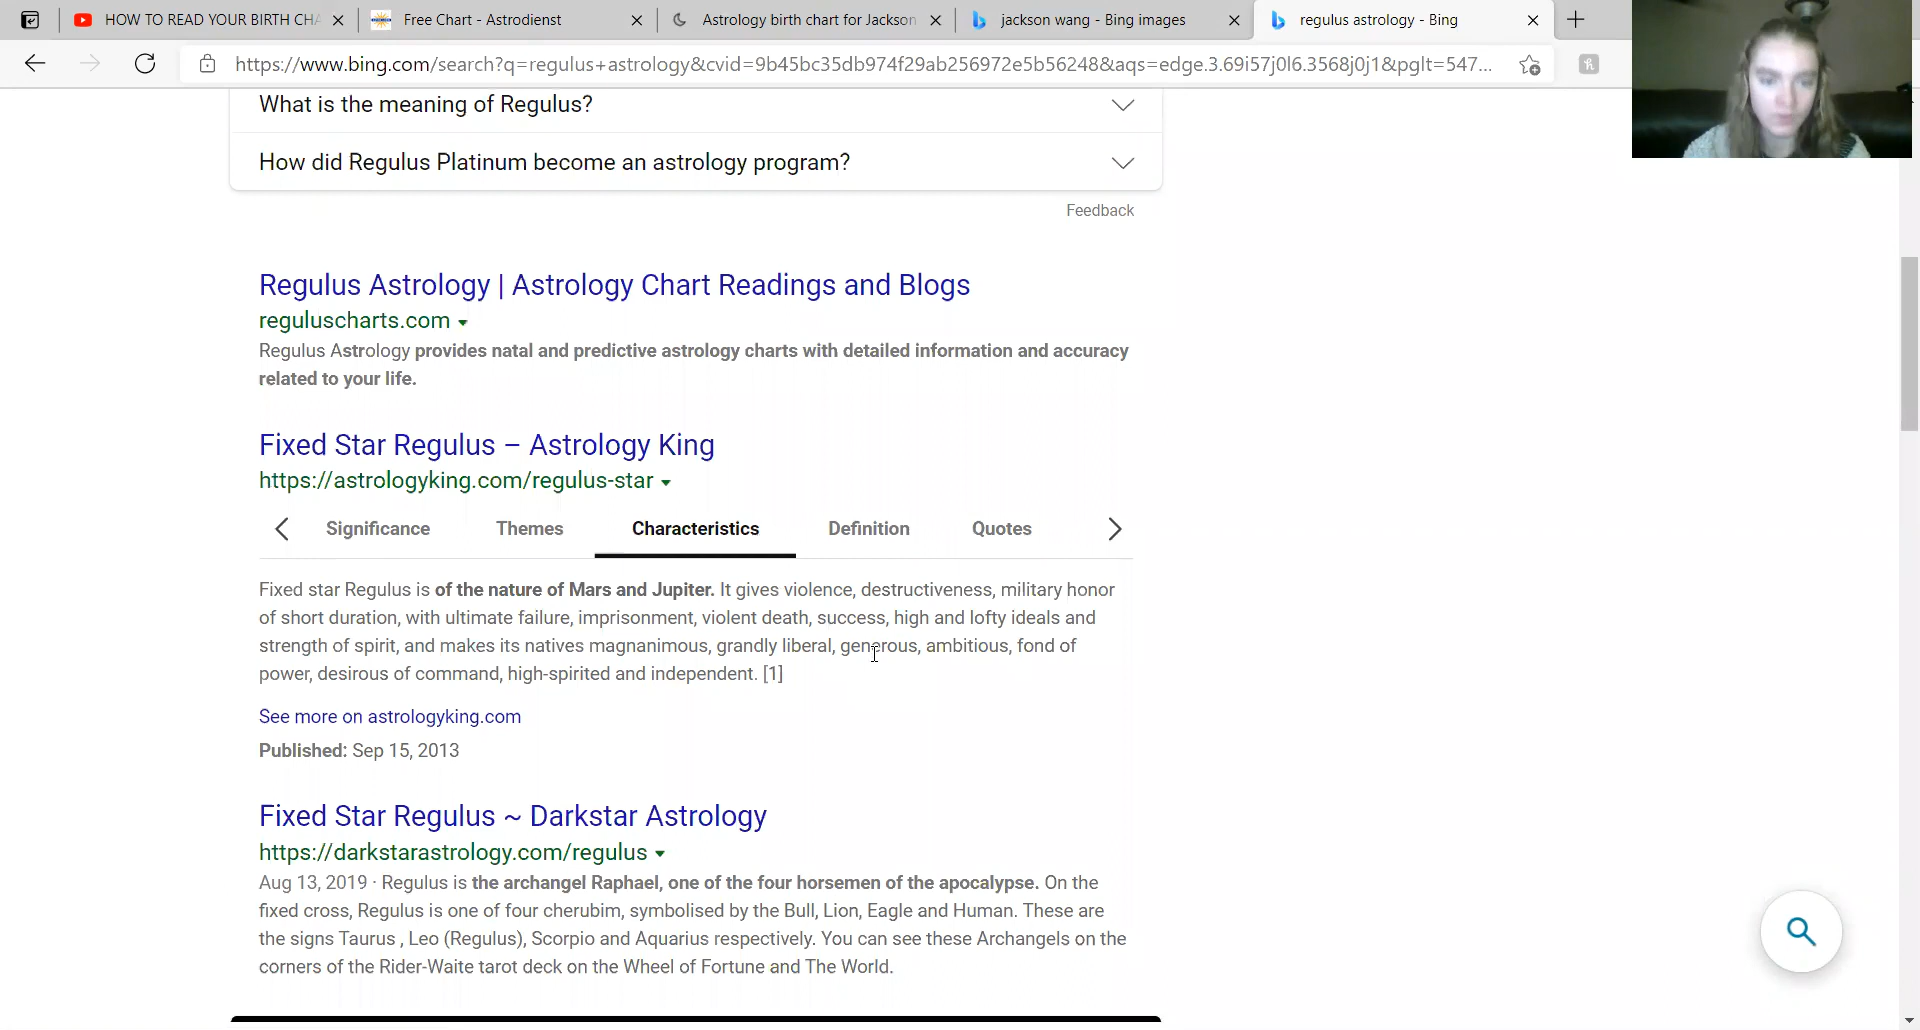 HOW TO READ YOUR BIRTH CHA
Free Chart - Astrodienst
Astrology birth chart for Jackson
jackson wang - Bing images
regulus astrology - Bing
https://www.bing.com/search?q=regulus+astrology&cvid=9b45bc35db974f29ab256972e5b56248&aqs=edge.3.69i57j0l6.3568j0j1&pglt=547...
What is the meaning of Regulus?
How did Regulus Platinum become an astrology program?
Feedback
Regulus Astrology | Astrology Chart Readings and Blogs
reguluscharts.com
Regulus Astrology provides natal and predictive astrology charts with detailed information and accuracy
related to your life.
Fixed Star Regulus – Astrology King
https://astrologyking.com/regulus-star
Significance Themes Characteristics Definition Quotes
Fixed star Regulus is of the nature of Mars and Jupiter. It gives violence, destructiveness, military honor
of short duration, with ultimate failure, imprisonment, violent death, success, high and lofty ideals and
strength of spirit, and makes its natives magnanimous, grandly liberal, generous, ambitious, fond of
power, desirous of command, high-spirited and independent. [1]
See more on astrologyking.com
Published: Sep 15, 2013
Fixed Star Regulus ~ Darkstar Astrology
https://darkstarastrology.com/regulus
Aug 13, 2019 · Regulus is the archangel Raphael, one of the four horsemen of the apocalypse. On the
fixed cross, Regulus is one of four cherubim, symbolised by the Bull, Lion, Eagle and Human. These are
the signs Taurus , Leo (Regulus), Scorpio and Aquarius respectively. You can see these Archangels on the
corners of the Rider-Waite tarot deck on the Wheel of Fortune and The World.